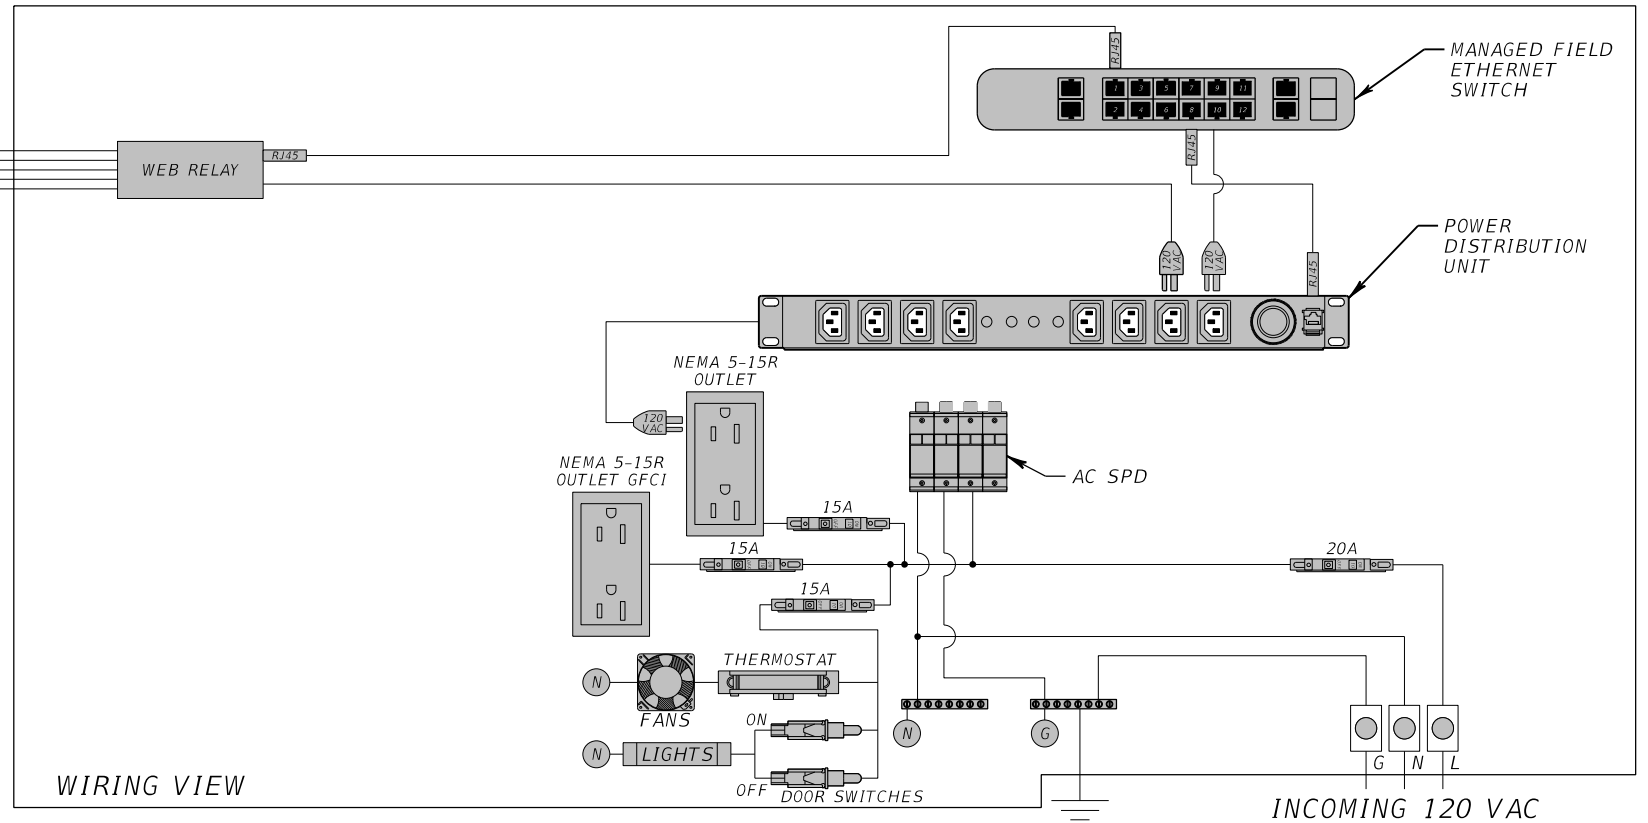 RJ45
MANAGED FIELD
ETHERNET
SWITCH
1 3 5 7 9 11
2 4 6 8 10 12
RJ45
WEB RELAY
RJ45
POWER
DISTRIBUTION
UNIT
120
VAC
120
VAC
RJ45
NEMA 5-15R
OUTLET
120
VAC
NEMA 5-15R
OUTLET GFCI
AC SPD
15A
15A
20A
15A
THERMOSTAT
N
FANS
ON
N
G
N
LIGHTS
OFF
DOOR SWITCHES
G N L
WIRING VIEW
INCOMING 120 VAC